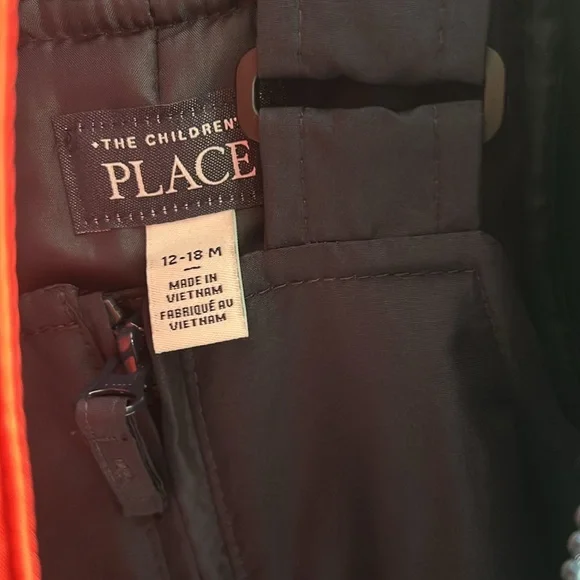 THE CHILDREN'
PLACE
12-18 M
MADE IN
VIETNAM
FABRIQUÉ AU
VIETNAM